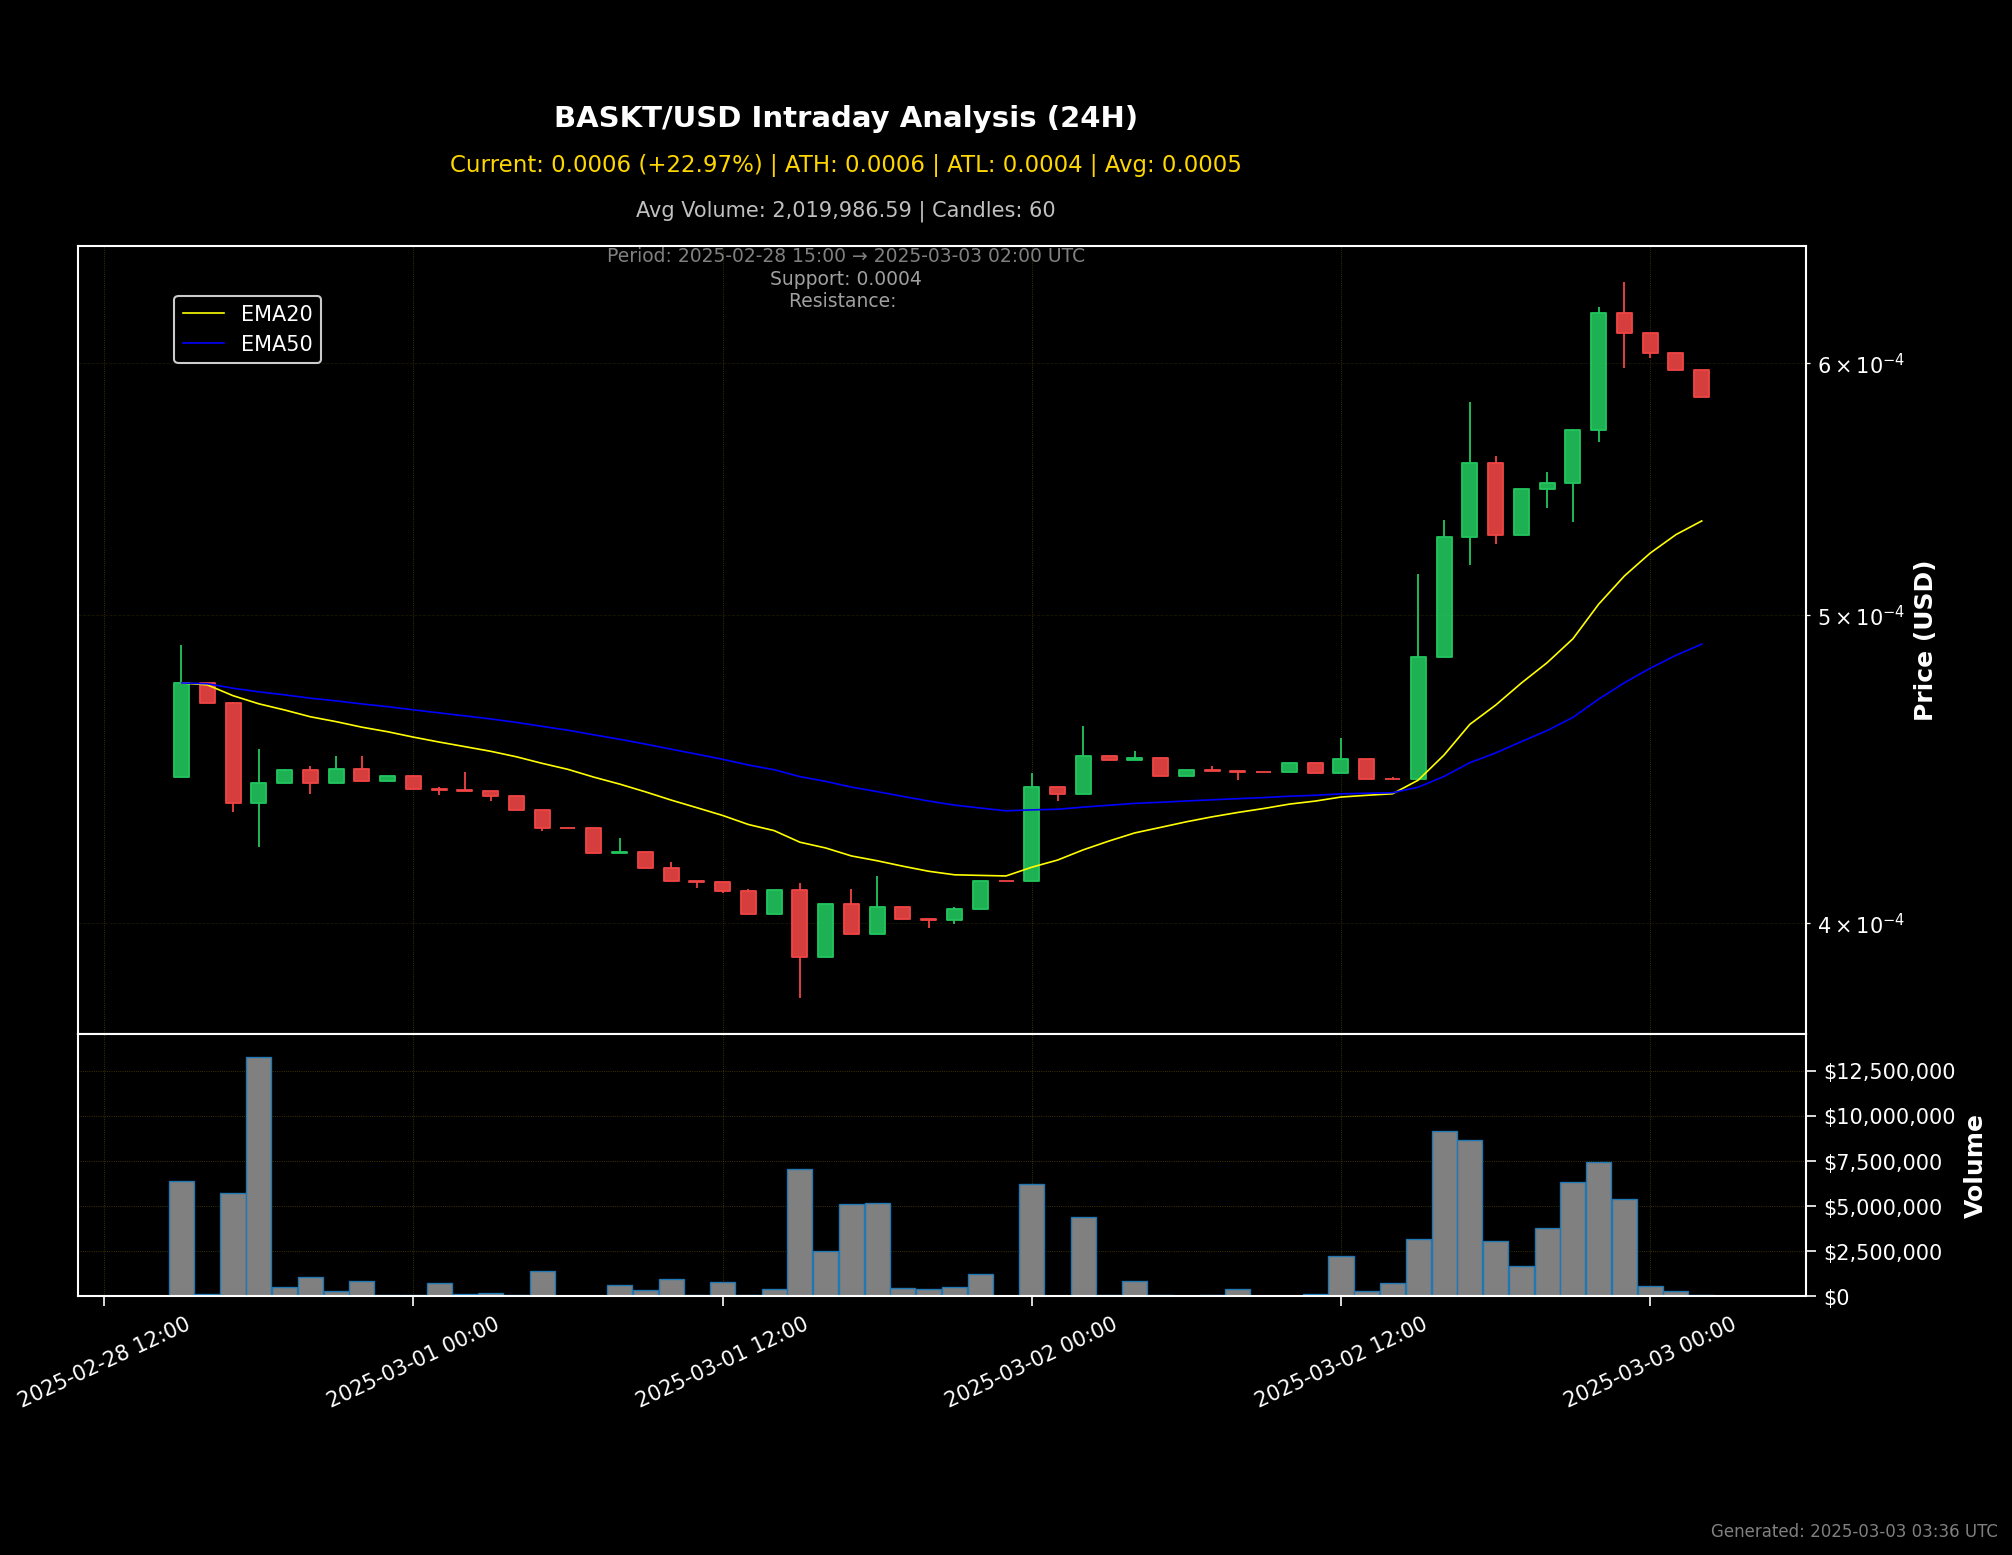 BASKT/USD Intraday Analysis (24H)
Current: 0.0006 (+22.97%) | ATH: 0.0006 | ATL: 0.0004 | Avg: 0.0005
Avg Volume: 2,019,986.59 | Candles: 60
Period: 2025-02-28 15:00 → 2025-03-03 02:00 UTC
Support: 0.0004
Resistance:
EMA20
EMA50
6 × 10⁻⁴
5 × 10⁻⁴
4 × 10⁻⁴
Price (USD)
$12,500,000
$10,000,000
$7,500,000
$5,000,000
$2,500,000
$0
Volume
2025-02-28 12:00
2025-03-01 00:00
2025-03-01 12:00
2025-03-02 00:00
2025-03-02 12:00
2025-03-03 00:00
Generated: 2025-03-03 03:36 UTC